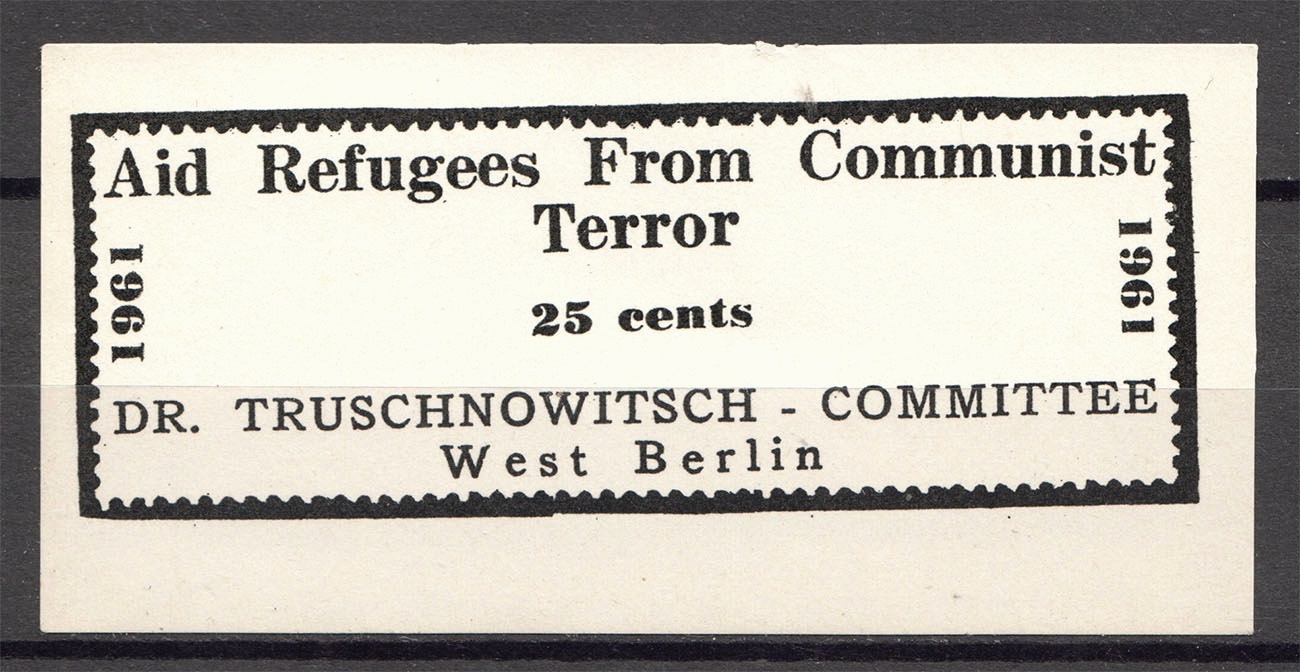 Aid Refugees From Communist
Terror
1961
1961
25 cents
DR. TRUSCHNOWITSCH - COMMITTEE
West Berlin